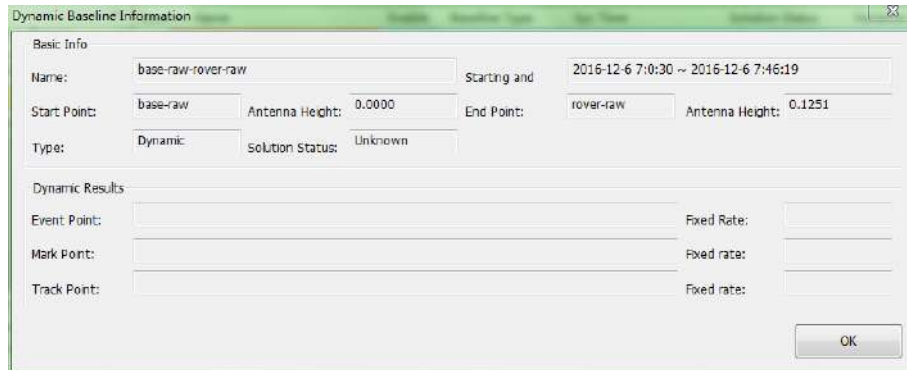 Dynamic Baseline Information
Basic Info
Name: base-raw-rover-raw Starting and 2016-12-6 7:0:30 ~ 2016-12-6 7:46:19
Start Point: base-raw Antenna Height: 0.0000 End Point: rover-raw Antenna Height: 0.1251
Type: Dynamic Solution Status: Unknown
Dynamic Results
Event Point: Fixed Rate:
Mark Point: Fixed rate:
Track Point: Fixed rate:
OK